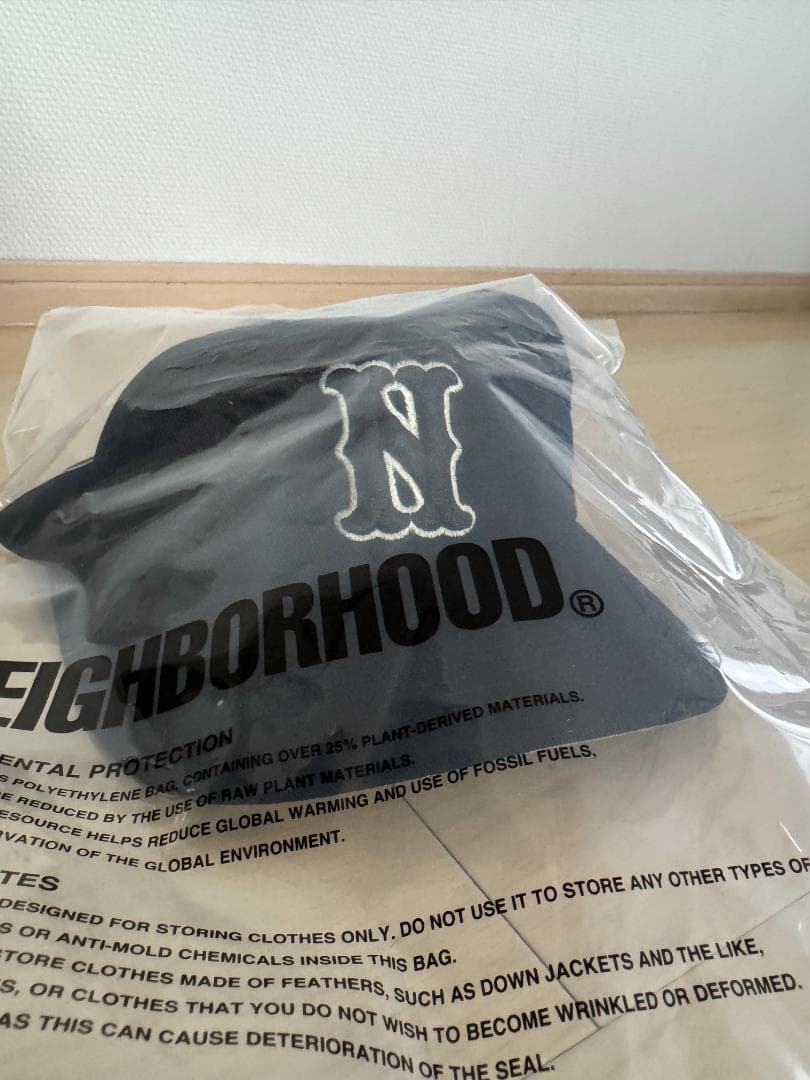 N
EIGHBORHOOD®
ENTAL PROTECTION
S POLYETHYLENE BAG, CONTAINING OVER 25% PLANT-DERIVED MATERIALS.
E REDUCED BY THE USE OF RAW PLANT MATERIALS.
ESOURCE HELPS REDUCE GLOBAL WARMING AND USE OF FOSSIL FUELS,
VATION OF THE GLOBAL ENVIRONMENT.
TES
DESIGNED FOR STORING CLOTHES ONLY. DO NOT USE IT TO STORE ANY OTHER TYPES OF
S OR ANTI-MOLD CHEMICALS INSIDE THIS BAG.
TORE CLOTHES MADE OF FEATHERS, SUCH AS DOWN JACKETS AND THE LIKE,
S, OR CLOTHES THAT YOU DO NOT WISH TO BECOME WRINKLED OR DEFORMED.
AS THIS CAN CAUSE DETERIORATION OF THE SEAL.